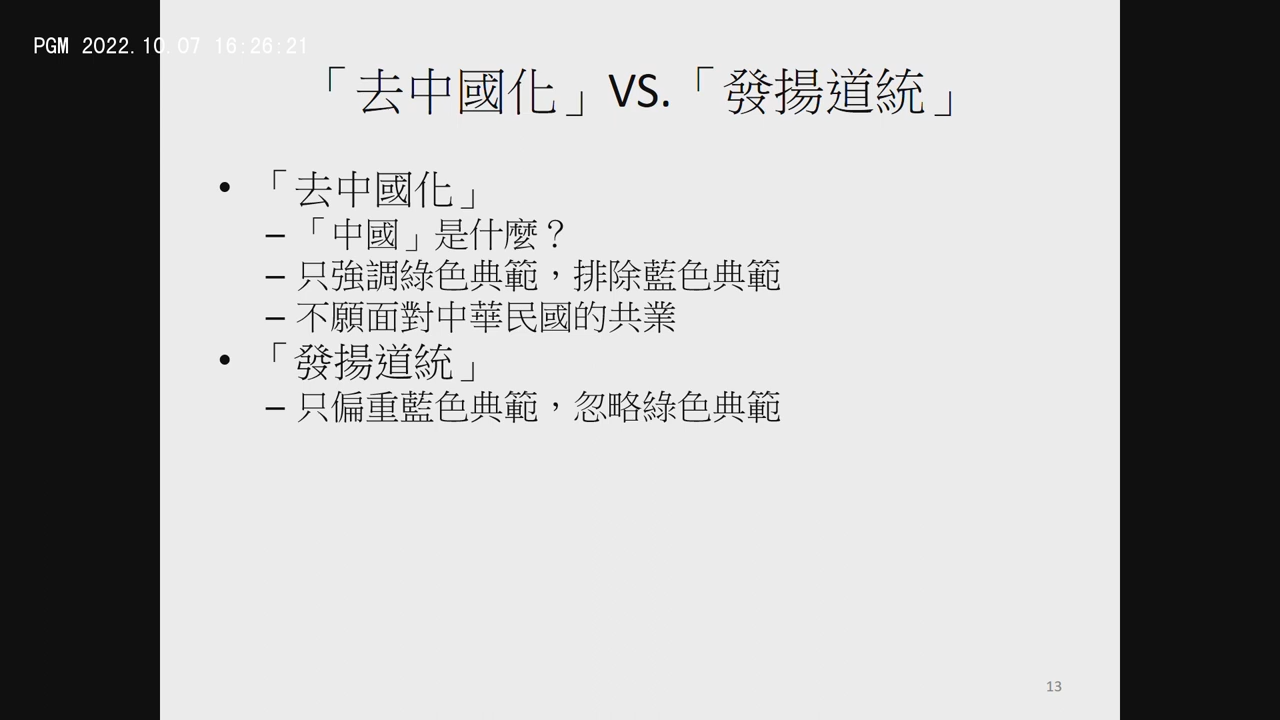 PGM 2022.10.07 16:26:21
「去中國化」VS.「發揚道統」
• 「去中國化」
– 「中國」是什麼？
– 只強調綠色典範，排除藍色典範
– 不願面對中華民國的共業
• 「發揚道統」
– 只偏重藍色典範，忽略綠色典範
13